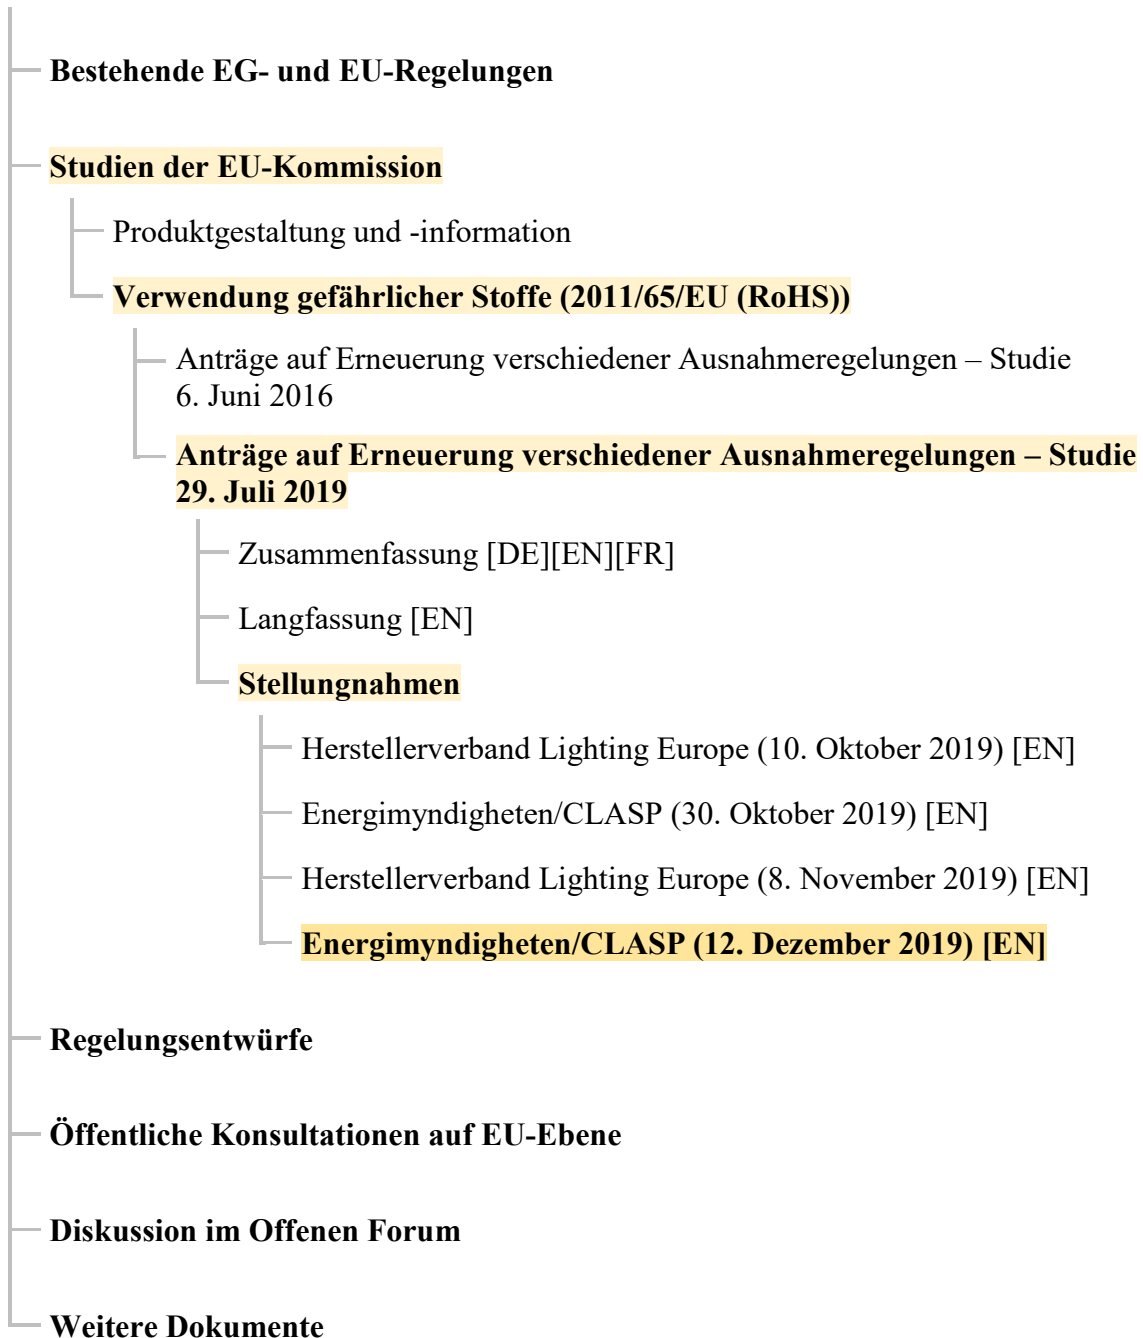 Bestehende EG- und EU-Regelungen
Studien der EU-Kommission
Produktgestaltung und -information
Verwendung gefährlicher Stoffe (2011/65/EU (RoHS))
Anträge auf Erneuerung verschiedener Ausnahmeregelungen – Studie
6. Juni 2016
Anträge auf Erneuerung verschiedener Ausnahmeregelungen – Studie
29. Juli 2019
Zusammenfassung [DE][EN][FR]
Langfassung [EN]
Stellungnahmen
Herstellerverband Lighting Europe (10. Oktober 2019) [EN]
Energimyndigheten/CLASP (30. Oktober 2019) [EN]
Herstellerverband Lighting Europe (8. November 2019) [EN]
Energimyndigheten/CLASP (12. Dezember 2019) [EN]
Regelungsentwürfe
Öffentliche Konsultationen auf EU-Ebene
Diskussion im Offenen Forum
Weitere Dokumente